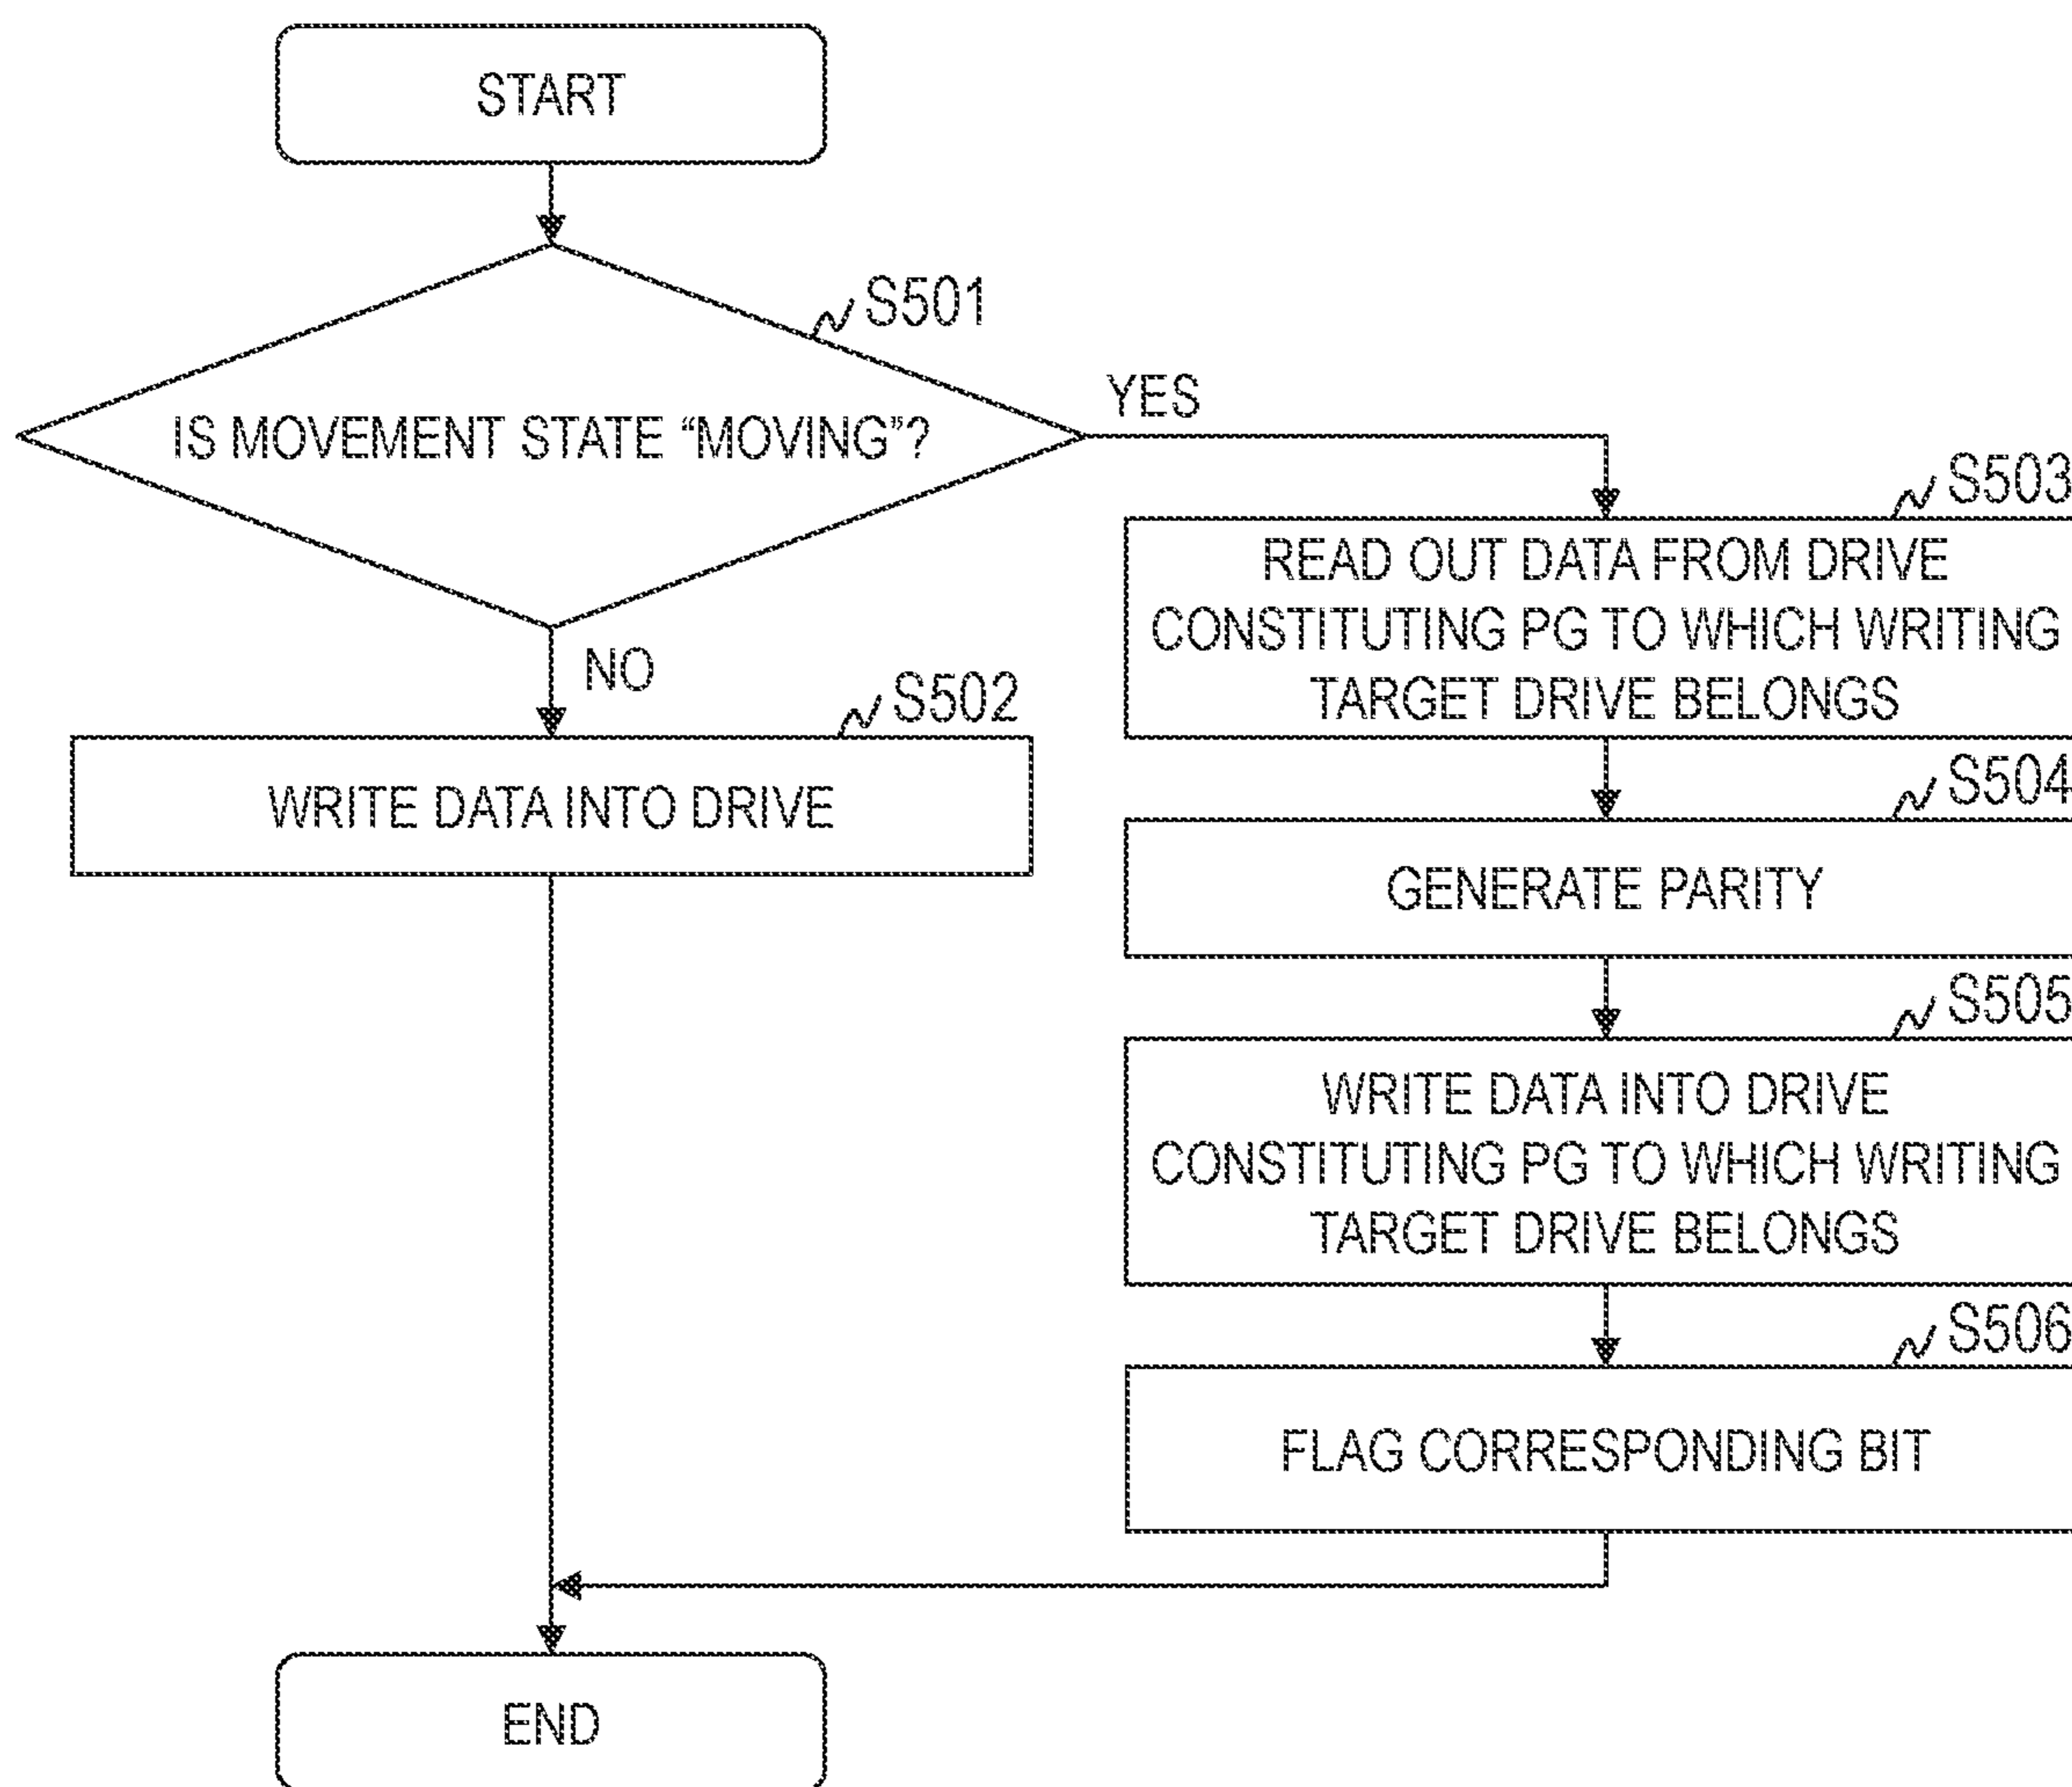 START
S501
IS MOVEMENT STATE “MOVING”?
YES
NO
S502
WRITE DATA INTO DRIVE
S503
READ OUT DATA FROM DRIVE
CONSTITUTING PG TO WHICH WRITING
TARGET DRIVE BELONGS
S504
GENERATE PARITY
S505
WRITE DATA INTO DRIVE
CONSTITUTING PG TO WHICH WRITING
TARGET DRIVE BELONGS
S506
FLAG CORRESPONDING BIT
END